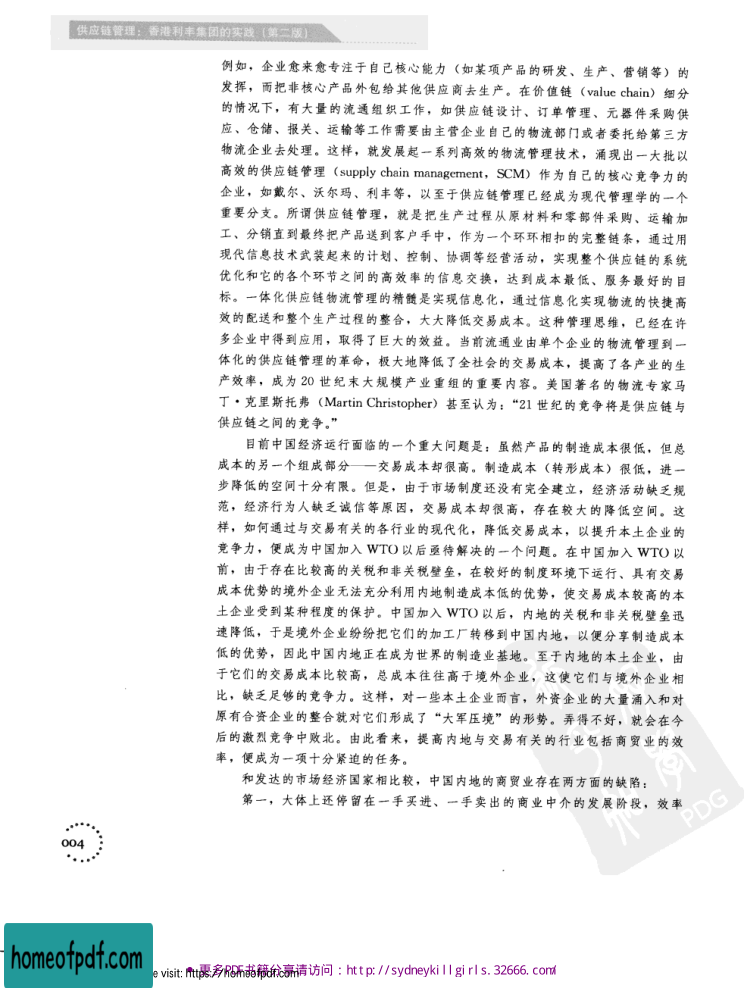 供应链管理：香港利丰集团的实践（第二版）
例如，企业愈来愈专注于自己核心能力（如某项产品的研发、生产、营销等）的
发挥，而把非核心产品外包给其他供应商去生产。在价值链（value chain）细分
的情况下，有大量的流通组织工作，如供应链设计、订单管理、元器件采购供
应、仓储、报关、运输等工作需要由主营企业自己的物流部门或者委托给第三方
物流企业去处理。这样，就发展起一系列高效的物流管理技术，涌现出一大批以
高效的供应链管理（supply chain management，SCM）作为自己的核心竞争力的
企业，如戴尔、沃尔玛、利丰等，以至于供应链管理已经成为现代管理学的一个
重要分支。所谓供应链管理，就是把生产过程从原材料和零部件采购、运输加
工、分销直到最终把产品送到客户手中，作为一个环环相扣的完整链条，通过用
现代信息技术武装起来的计划、控制、协调等经营活动，实现整个供应链的系统
优化和它的各个环节之间的高效率的信息交换，达到成本最低、服务最好的目
标。一体化供应链物流管理的精髓是实现信息化，通过信息化实现物流的快捷高
效的配送和整个生产过程的整合，大大降低交易成本。这种管理思维，已经在许
多企业中得到应用，取得了巨大的效益。当前流通业由单个企业的物流管理到一
体化的供应链管理的革命，极大地降低了全社会的交易成本，提高了各产业的生
产效率，成为 20 世纪末大规模产业重组的重要内容。美国著名的物流专家马
丁·克里斯托弗（Martin Christopher）甚至认为：“21 世纪的竞争将是供应链与
供应链之间的竞争。”
目前中国经济运行面临的一个重大问题是：虽然产品的制造成本很低，但总
成本的另一个组成部分——交易成本却很高。制造成本（转形成本）很低，进一
步降低的空间十分有限。但是，由于市场制度还没有完全建立，经济活动缺乏规
范，经济行为人缺乏诚信等原因，交易成本却很高，存在较大的降低空间。这
样，如何通过与交易有关的各行业的现代化，降低交易成本，以提升本土企业的
竞争力，便成为中国加入 WTO 以后亟待解决的一个问题。在中国加入 WTO 以
前，由于存在比较高的关税和非关税壁垒，在较好的制度环境下运行、具有交易
成本优势的境外企业无法充分利用内地制造成本低的优势，使交易成本较高的本
土企业受到某种程度的保护。中国加入 WTO 以后，内地的关税和非关税壁垒迅
速降低，于是境外企业纷纷把它们的加工厂转移到中国内地，以便分享制造成本
低的优势，因此中国内地正在成为世界的制造业基地。至于内地的本土企业，由
于它们的交易成本比较高，总成本往往高于境外企业，这使它们与境外企业相
比，缺乏足够的竞争力。这样，对一些本土企业而言，外资企业的大量涌入和对
原有合资企业的整合就对它们形成了“大军压境”的形势。弄得不好，就会在今
后的激烈竞争中败北。由此看来，提高内地与交易有关的行业包括商贸业的效
率，便成为一项十分紧迫的任务。
和发达的市场经济国家相比较，中国内地的商贸业存在两方面的缺陷：
第一，大体上还停留在一手买进、一手卖出的商业中介的发展阶段，效率
PDG
004
homeofpdf.com
e visit: https://homeofpdf.com
更多PDF书籍分享请访问：http://sydneykillgirls.32666.com/